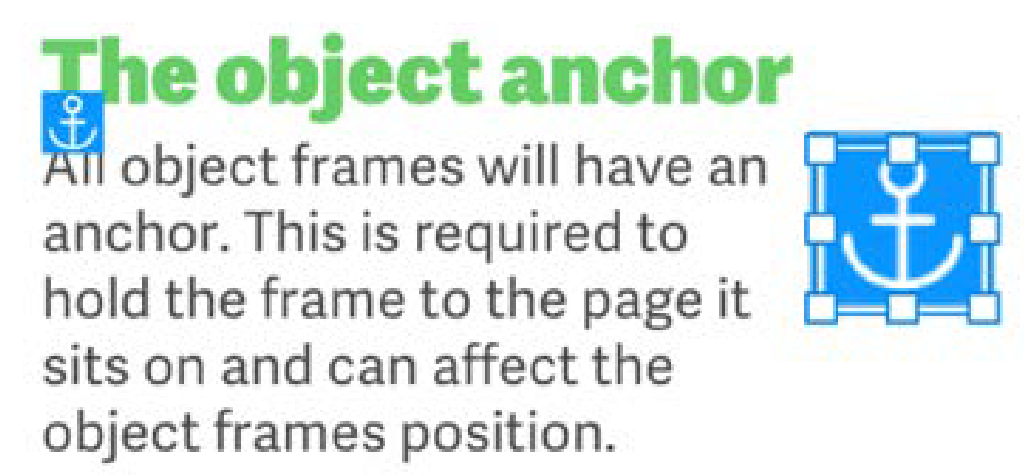 The object anchor
All object frames will have an
anchor. This is required to
hold the frame to the page it
sits on and can affect the
object frames position.